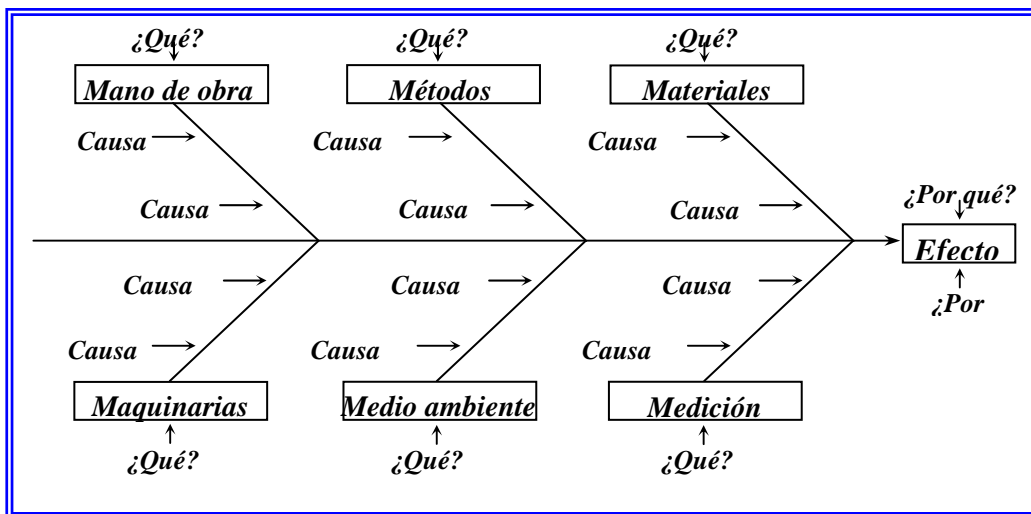 ¿Qué? ¿Qué? ¿Qué?
Mano de obra Métodos Materiales
Causa Causa Causa
Causa Causa Causa
¿Por qué?
Efecto
Causa Causa Causa
¿Por
Causa Causa Causa
Maquinarias Medio ambiente Medición
¿Qué? ¿Qué? ¿Qué?